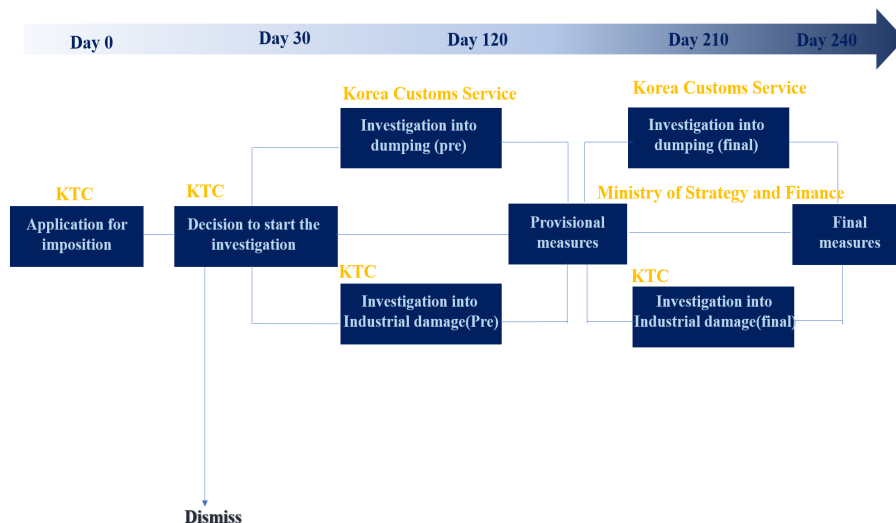 Day 0
Day 30
Day 120
Day 210
Day 240
Korea Customs Service
Investigation into
dumping (pre)
Korea Customs Service
Investigation into
dumping (final)
KTC
Application for
imposition
KTC
Decision to start the
investigation
Ministry of Strategy and Finance
Provisional
measures
Final
measures
KTC
Investigation into
Industrial damage(Pre)
KTC
Investigation into
Industrial damage(final)
Dismiss